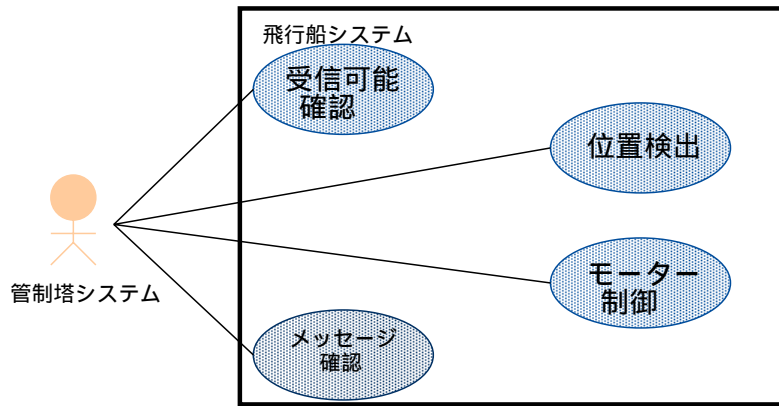 飛行船システム
受信可能
確認
位置検出
管制塔システム
モーター
制御
メッセージ
確認